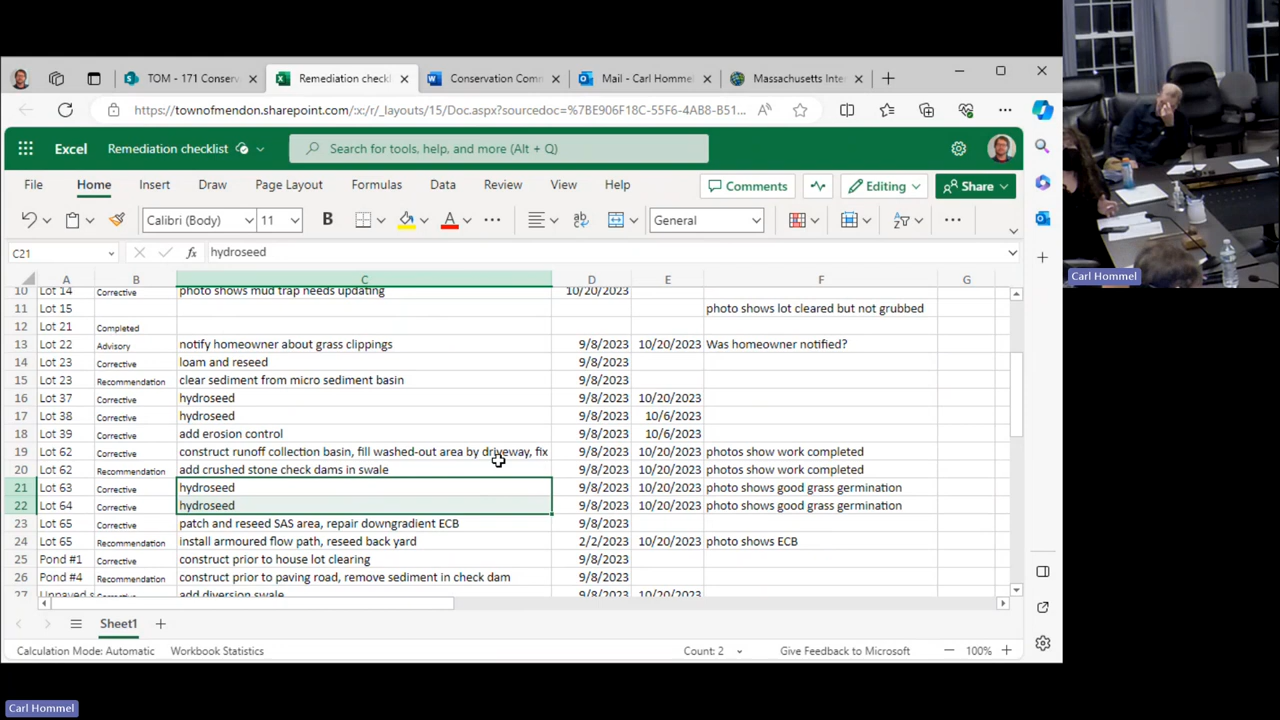 TOM - 171 Conserv
Remediation checkl
Conservation Comm
Mail - Carl Hommel
Massachusetts Inte
https://townofmendon.sharepoint.com/:x:/r/_layouts/15/Doc.aspx?sourcedoc=%7BE906F18C-55F6-4AB8-B51...
Excel Remediation checklist Search for tools, help, and more (Alt + Q)
File Home Insert Draw Page Layout Formulas Data Review View Help Comments Editing Share
Calibri (Body) 11 B A General
C21 fx hydroseed
A B C D E F G
10 Lot 14 Corrective photo shows mud trap needs updating 10/20/2023
11 Lot 15 photo shows lot cleared but not grubbed
12 Lot 21 Completed
13 Lot 22 Advisory notify homeowner about grass clippings 9/8/2023 10/20/2023 Was homeowner notified?
14 Lot 23 Corrective loam and reseed 9/8/2023
15 Lot 23 Recommendation clear sediment from micro sediment basin 9/8/2023
16 Lot 37 Corrective hydroseed 9/8/2023 10/20/2023
17 Lot 38 Corrective hydroseed 9/8/2023 10/6/2023
18 Lot 39 Corrective add erosion control 9/8/2023 10/6/2023
19 Lot 62 Corrective construct runoff collection basin, fill washed-out area by driveway, fix 9/8/2023 10/20/2023 photos show work completed
20 Lot 62 Recommendation add crushed stone check dams in swale 9/8/2023 10/20/2023 photos show work completed
21 Lot 63 Corrective hydroseed 9/8/2023 10/20/2023 photo shows good grass germination
22 Lot 64 Corrective hydroseed 9/8/2023 10/20/2023 photo shows good grass germination
23 Lot 65 Corrective patch and reseed SAS area, repair downgradient ECB 9/8/2023
24 Lot 65 Recommendation install armoured flow path, reseed back yard 2/2/2023 10/20/2023 photo shows ECB
25 Pond #1 Corrective construct prior to house lot clearing 9/8/2023
26 Pond #4 Recommendation construct prior to paving road, remove sediment in check dam 9/8/2023
27 Unpaved s Corrective add diversion swale 9/8/2023 10/20/2023
Sheet1
Calculation Mode: Automatic Workbook Statistics Count: 2 Give Feedback to Microsoft 100%
Carl Hommel
Carl Hommel